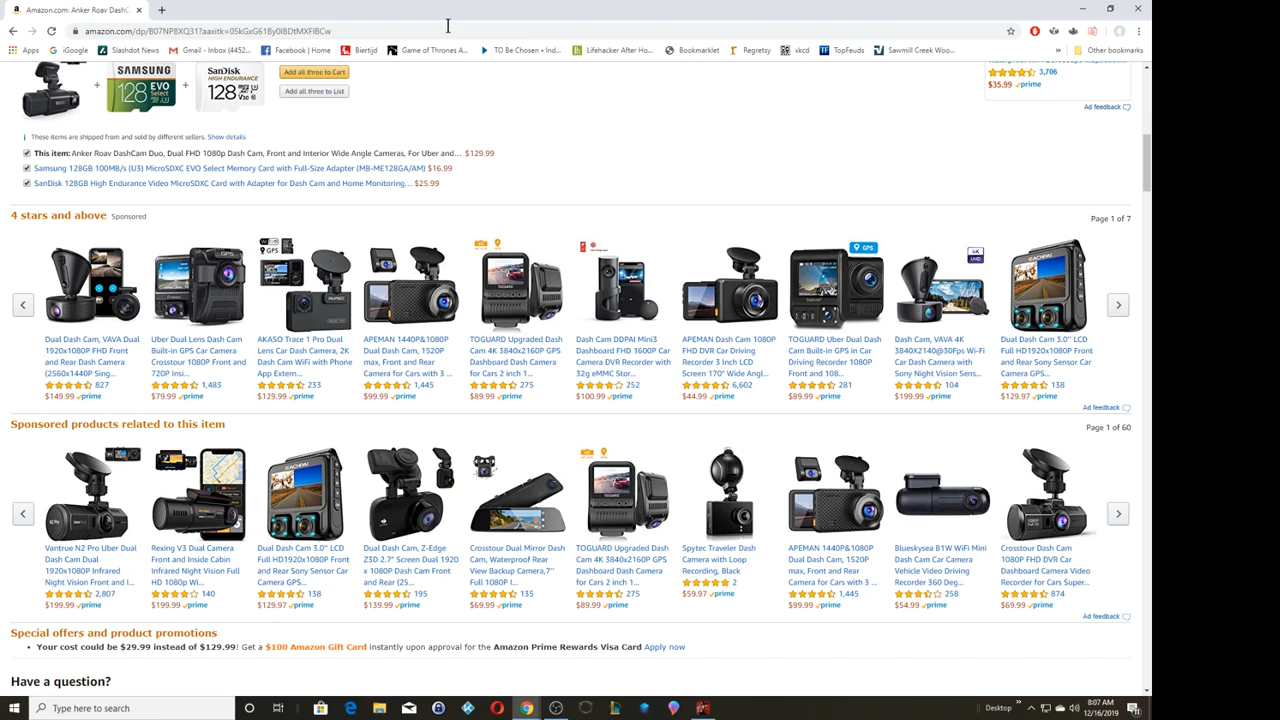 Amazon.com: Anker Roav DashC
amazon.com/dp/B07NP8XQ31?aaxitk=05kGxG61By0IBDtMXFlBCw
Apps iGoogle Slashdot News Gmail - Inbox (4452... Facebook | Home Biertijd Game of Thrones A... TO Be Chosen • Ind... Lifehacker After Ho... Bookmarklet Regretsy xkcd TopFeuds Sawmill Creek Woo... » Other bookmarks
SAMSUNG 128 EVO Select
SanDisk HIGH ENDURANCE 128
Add all three to Cart
Add all three to List
3,706
$35.99 prime
Ad feedback
These items are shipped from and sold by different sellers. Show details
This item: Anker Roav DashCam Duo, Dual FHD 1080p Dash Cam, Front and Interior Wide Angle Cameras, For Uber and... $129.99
Samsung 128GB 100MB/s (U3) MicroSDXC EVO Select Memory Card with Full-Size Adapter (MB-ME128GA/AM) $16.99
SanDisk 128GB High Endurance Video MicroSDXC Card with Adapter for Dash Cam and Home Monitoring... $25.99
4 stars and above Sponsored
Page 1 of 7
Dual Dash Cam, VAVA Dual
1920x1080P FHD Front
and Rear Dash Camera
(2560x1440P Sing...
827
$149.99 prime
Uber Dual Lens Dash Cam
Built-in GPS Car Camera
Crosstour 1080P Front and
720P Insi...
1,483
$79.99 prime
AKASO Trace 1 Pro Dual
Lens Car Dash Camera, 2K
Dash Cam WiFi with Phone
App Extern...
233
$129.99 prime
APEMAN 1440P&1080P
Dual Dash Cam, 1520P
max, Front and Rear
Camera for Cars with 3 ...
1,445
$99.99 prime
TOGUARD Upgraded Dash
Cam 4K 3840x2160P GPS
Dashboard Dash Camera
for Cars 2 inch 1...
275
$89.99 prime
Dash Cam DDPAI Mini3
Dashboard FHD 1600P Car
Camera DVR Recorder with
32g eMMC Stor...
252
$100.99 prime
APEMAN Dash Cam 1080P
FHD DVR Car Driving
Recorder 3 Inch LCD
Screen 170° Wide Angl...
6,602
$44.99 prime
TOGUARD Uber Dual Dash
Cam Built-in GPS in Car
Driving Recorder 1080P
Front and 108...
281
$89.99 prime
Dash Cam, VAVA 4K
3840X2140@30Fps Wi-Fi
Car Dash Camera with
Sony Night Vision Sens...
104
$199.99 prime
Dual Dash Cam 3.0'' LCD
Full HD1920x1080P Front
and Rear Sony Sensor Car
Camera GPS...
138
$129.97 prime
Ad feedback
Sponsored products related to this item
Page 1 of 60
Vantrue N2 Pro Uber Dual
Dash Cam Dual
1920x1080P Infrared
Night Vision Front and I...
2,807
$199.99 prime
Rexing V3 Dual Camera
Front and Inside Cabin
Infrared Night Vision Full
HD 1080p Wi...
140
$199.99 prime
Dual Dash Cam 3.0'' LCD
Full HD1920x1080P Front
and Rear Sony Sensor Car
Camera GPS...
138
$129.97 prime
Dual Dash Cam, Z-Edge
Z3D 2.7" Screen Dual 1920
x 1080P Dash Cam Front
and Rear (25...
195
$139.99 prime
Crosstour Dual Mirror Dash
Cam, Waterproof Rear
View Backup Camera,7''
Full 1080P I...
135
$69.99 prime
TOGUARD Upgraded Dash
Cam 4K 3840x2160P GPS
Dashboard Dash Camera
for Cars 2 inch 1...
275
$89.99 prime
Spytec Traveler Dash
Camera with Loop
Recording, Black
2
$59.97 prime
APEMAN 1440P&1080P
Dual Dash Cam, 1520P
max, Front and Rear
Camera for Cars with 3 ...
1,445
$99.99 prime
Blueskysea B1W WiFi Mini
Dash Cam Car Camera
Vehicle Video Driving
Recorder 360 Deg...
258
$54.99 prime
Crosstour Dash Cam
1080P FHD DVR Car
Dashboard Camera Video
Recorder for Cars Super...
874
$69.99 prime
Ad feedback
Special offers and product promotions
• Your cost could be $29.99 instead of $129.99! Get a $100 Amazon Gift Card instantly upon approval for the Amazon Prime Rewards Visa Card Apply now
Have a question?
Type here to search
Desktop »
8:07 AM
12/16/2019